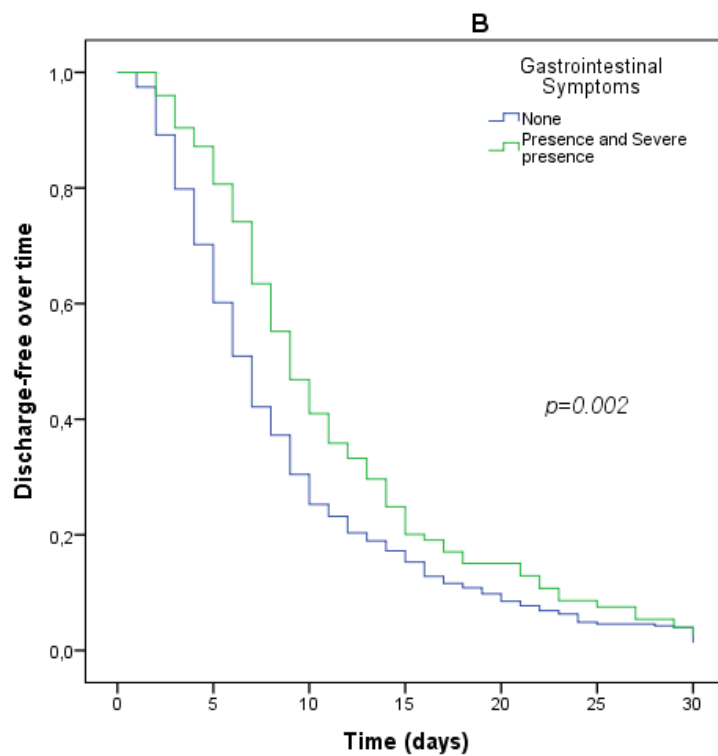 B
Gastrointestinal
Symptoms
None
Presence and Severe
presence
1,0
0,8
0,6
0,4
0,2
0,0
Discharge-free over time
p=0.002
0 5 10 15 20 25 30
Time (days)